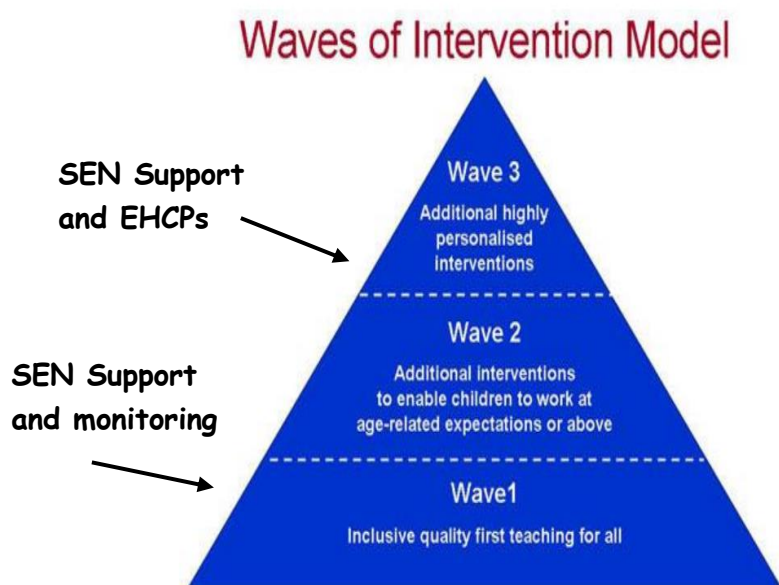 Waves of Intervention Model
SEN Support
and EHCPs
Wave 3
Additional highly
personalised
interventions
Wave 2
Additional interventions
to enable children to work at
age-related expectations or above
SEN Support
and monitoring
Wave1
Inclusive quality first teaching for all